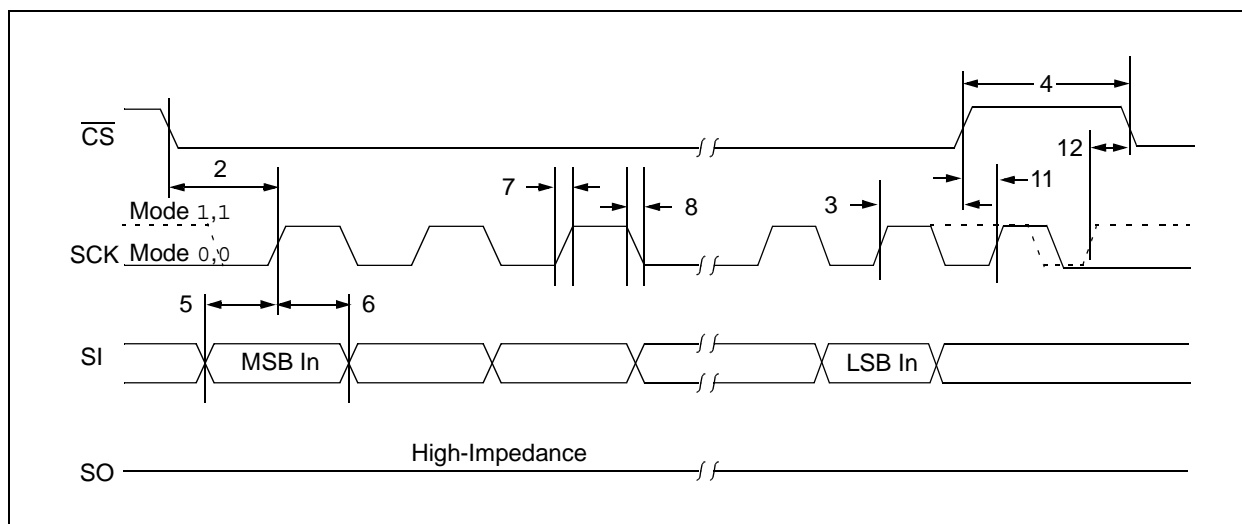 4
CS
12
2
7
8
3
11
Mode 1,1
SCK Mode 0,0
5
6
SI
MSB In
LSB In
High-Impedance
SO